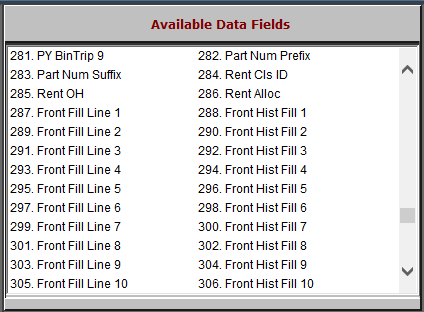 Available Data Fields
281. PY BinTrip 9 282. Part Num Prefix
283. Part Num Suffix 284. Rent Cls ID
285. Rent OH 286. Rent Alloc
287. Front Fill Line 1 288. Front Hist Fill 1
289. Front Fill Line 2 290. Front Hist Fill 2
291. Front Fill Line 3 292. Front Hist Fill 3
293. Front Fill Line 4 294. Front Hist Fill 4
295. Front Fill Line 5 296. Front Hist Fill 5
297. Front Fill Line 6 298. Front Hist Fill 6
299. Front Fill Line 7 300. Front Hist Fill 7
301. Front Fill Line 8 302. Front Hist Fill 8
303. Front Fill Line 9 304. Front Hist Fill 9
305. Front Fill Line 10 306. Front Hist Fill 10